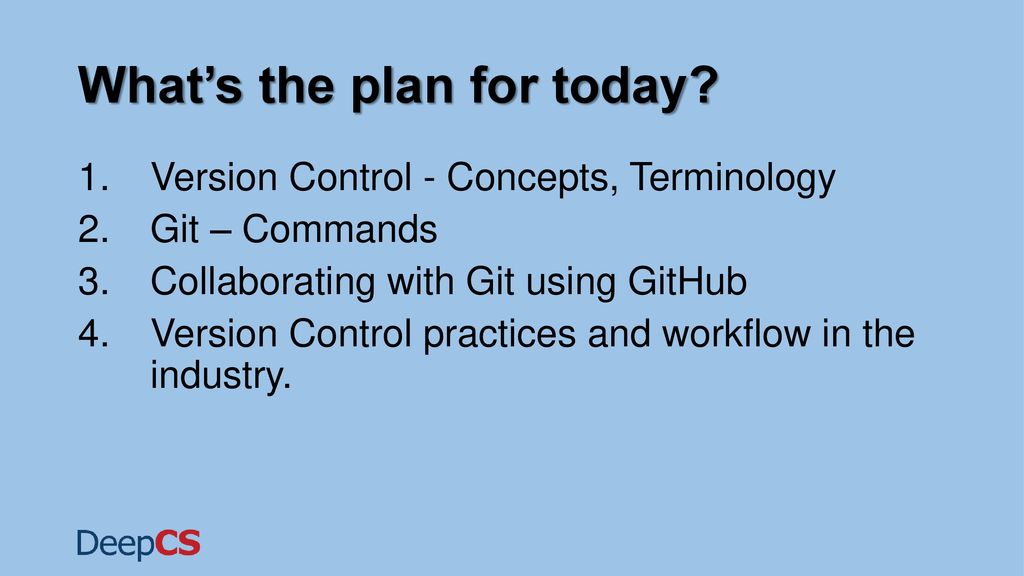 What’s the plan for today?
1. Version Control - Concepts, Terminology
2. Git – Commands
3. Collaborating with Git using GitHub
4. Version Control practices and workflow in the
industry.
DeepCS